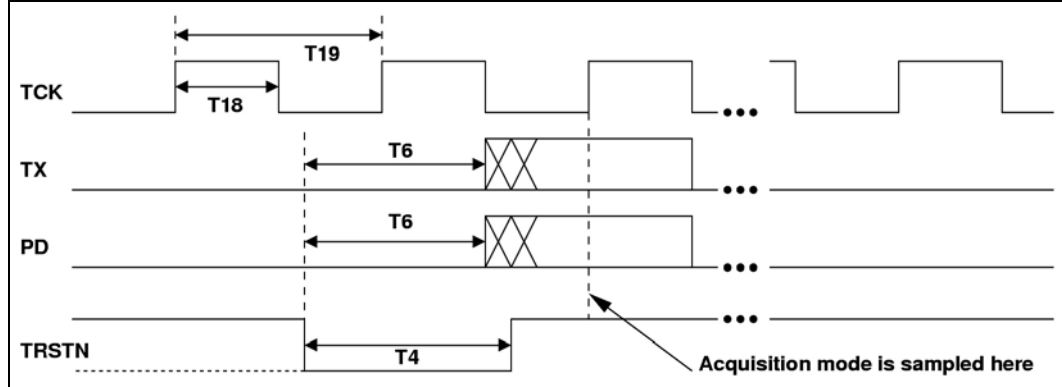 T19
TCK
T18
T6
TX
T6
PD
TRSTN
T4
Acquisition mode is sampled here